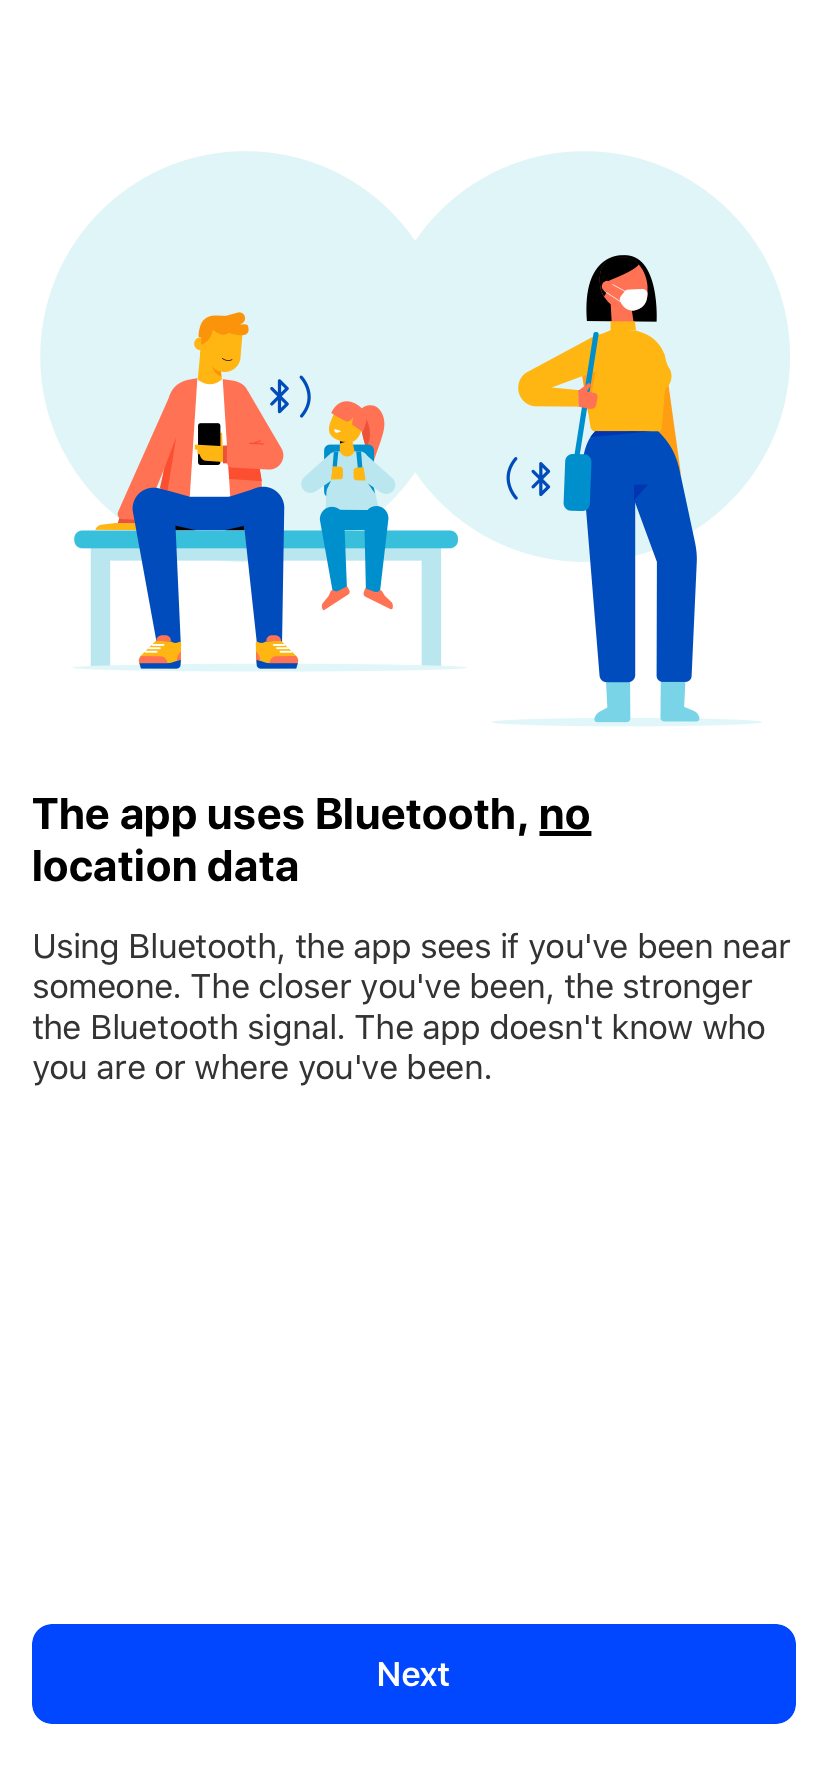 The app uses Bluetooth, no
location data
Using Bluetooth, the app sees if you've been near
someone. The closer you've been, the stronger
the Bluetooth signal. The app doesn't know who
you are or where you've been.
Next